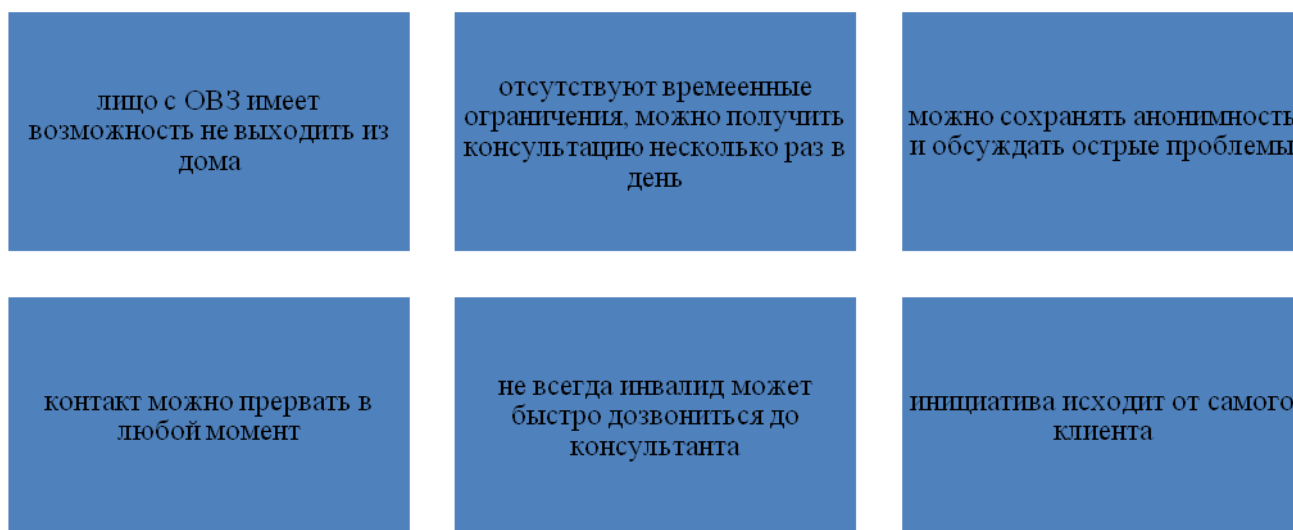 лицо с ОВЗ имеет
возможность не выходить из
дома
отсутствуют времеенные
ограничения, можно получить
консультацию несколько раз в
день
можно сохранять анонимность
и обсуждать острые проблемы
контакт можно прервать в
любой момент
не всегда инвалид может
быстро дозвониться до
консультанта
инициатива исходит от самого
клиента